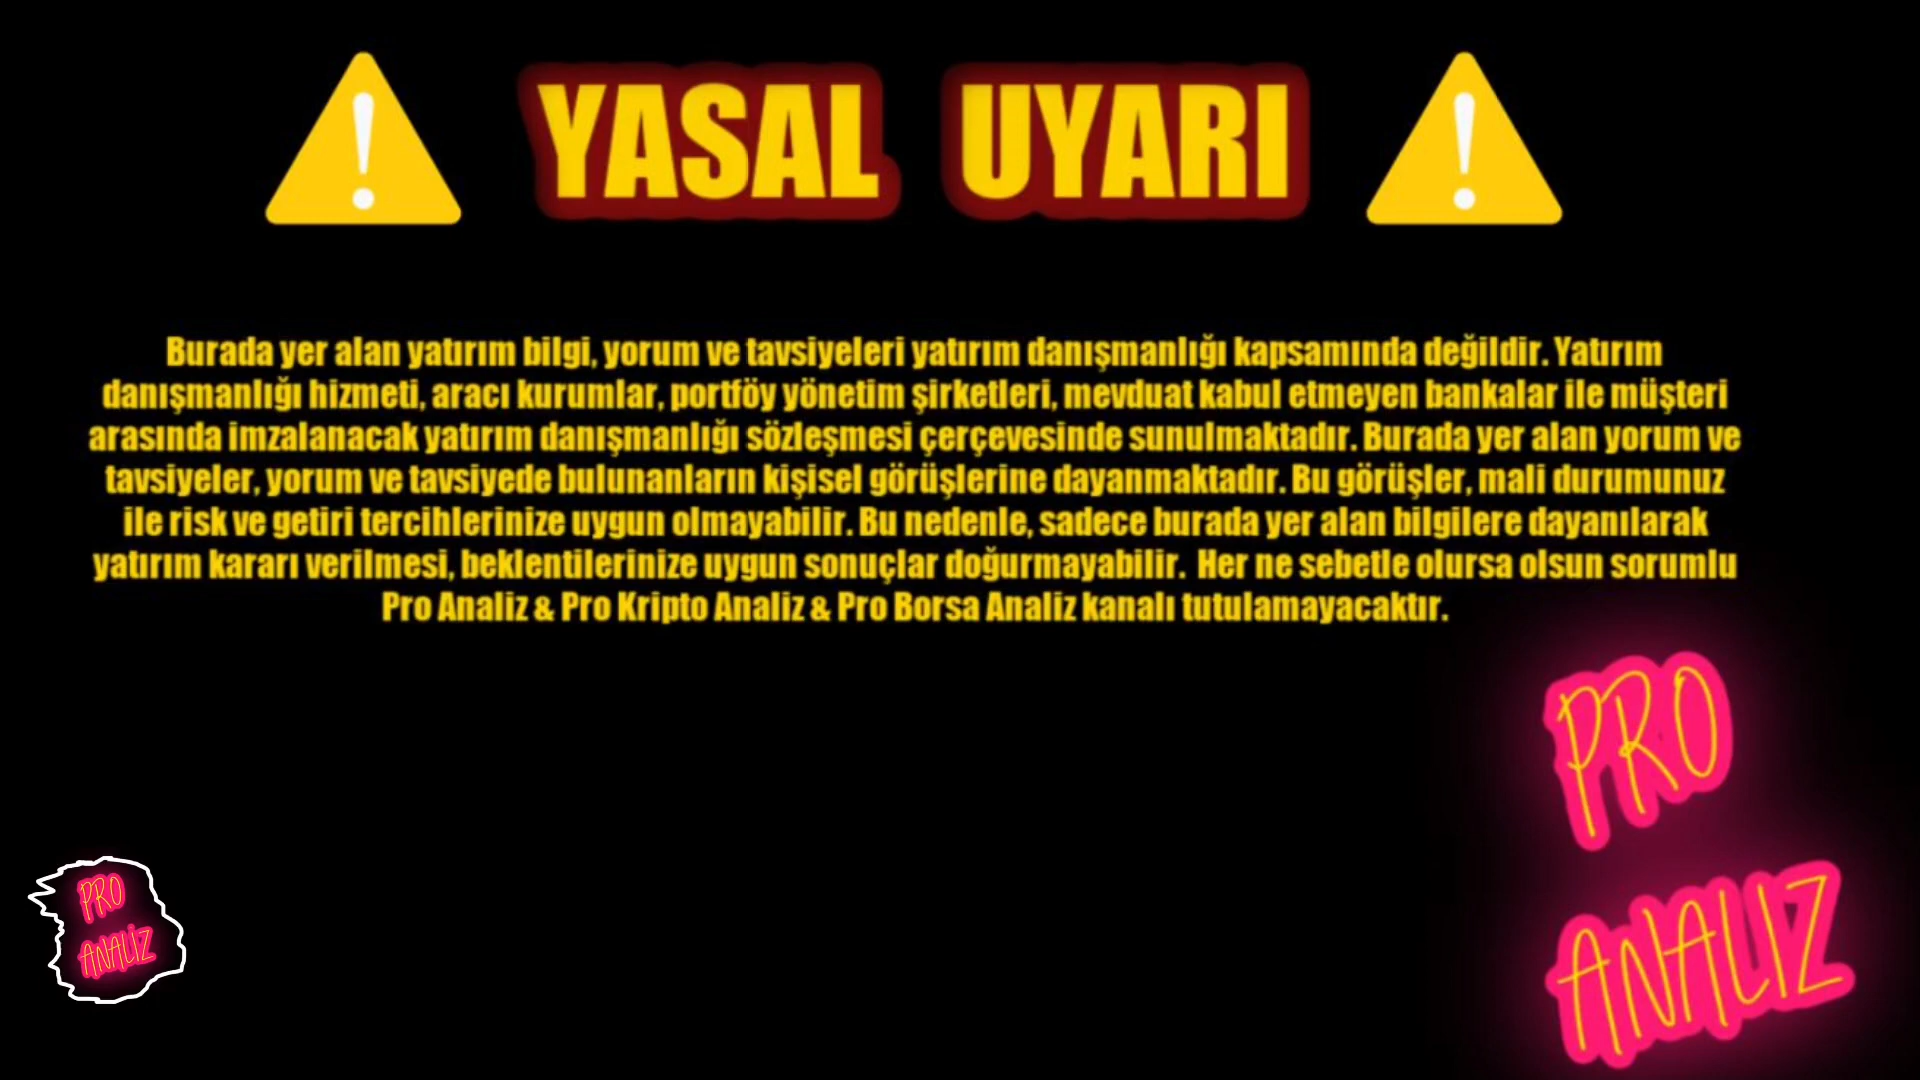 YASAL UYARI
Burada yer alan yatırım bilgi, yorum ve tavsiyeleri yatırım danışmanlığı kapsamında değildir. Yatırım
danışmanlığı hizmeti, aracı kurumlar, portföy yönetim şirketleri, mevduat kabul etmeyen bankalar ile müşteri
arasında imzalanacak yatırım danışmanlığı sözleşmesi çerçevesinde sunulmaktadır. Burada yer alan yorum ve
tavsiyeler, yorum ve tavsiyede bulunanların kişisel görüşlerine dayanmaktadır. Bu görüşler, mali durumunuz
ile risk ve getiri tercihlerinize uygun olmayabilir. Bu nedenle, sadece burada yer alan bilgilere dayanılarak
yatırım kararı verilmesi, beklentilerinize uygun sonuçlar doğurmayabilir. Her ne sebetle olursa olsun sorumlu
Pro Analiz & Pro Kripto Analiz & Pro Borsa Analiz kanalı tutulamayacaktır.
PRO
ANALIZ
PRO
ANALİZ